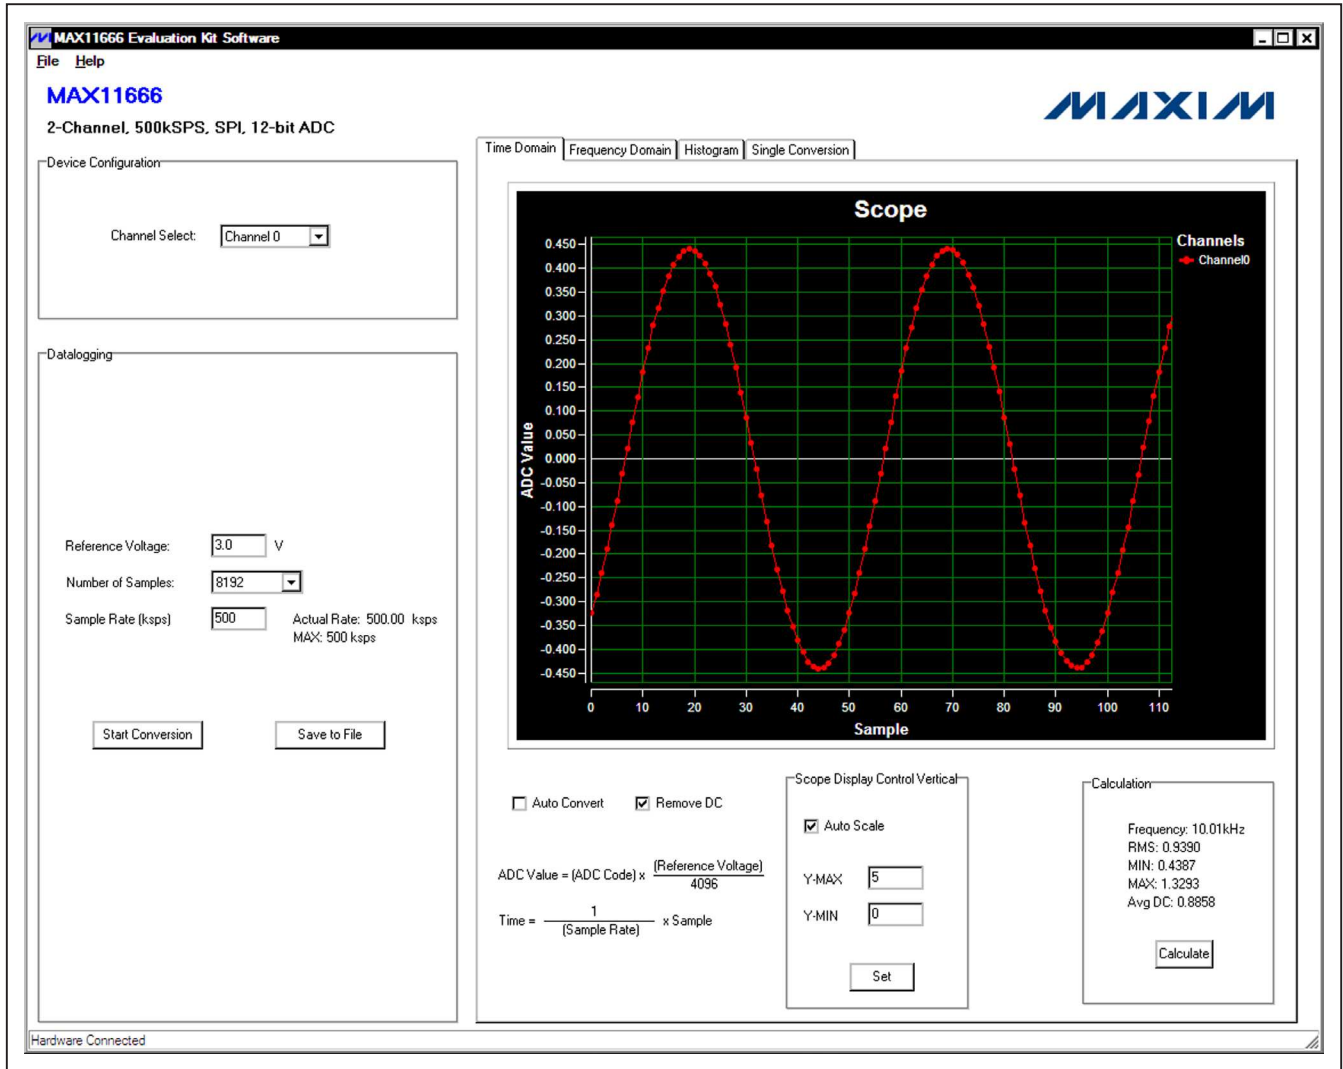 MAX11666 Evaluation Kit Software
File Help
MAX11666
2-Channel, 500kSPS, SPI, 12-bit ADC
MAXIM
Device Configuration
Channel Select: Channel 0
Datalogging
Reference Voltage: 3.0 V
Number of Samples: 8192
Sample Rate (ksps) 500 Actual Rate: 500.00 ksps
MAX: 500 ksps
Start Conversion Save to File
Time Domain Frequency Domain Histogram Single Conversion
Scope
Channels
Channel0
ADC Value
0.450
0.400
0.350
0.300
0.250
0.200
0.150
0.100
0.050
0.000
-0.050
-0.100
-0.150
-0.200
-0.250
-0.300
-0.350
-0.400
-0.450
0 10 20 30 40 50 60 70 80 90 100 110
Sample
Auto Convert Remove DC
ADC Value = (ADC Code) x (Reference Voltage)
4096
Time = 1 x Sample
(Sample Rate)
Scope Display Control Vertical
Auto Scale
Y-MAX 5
Y-MIN 0
Set
Calculation
Frequency: 10.01kHz
RMS: 0.9390
MIN: 0.4387
MAX: 1.3293
Avg DC: 0.8858
Calculate
Hardware Connected